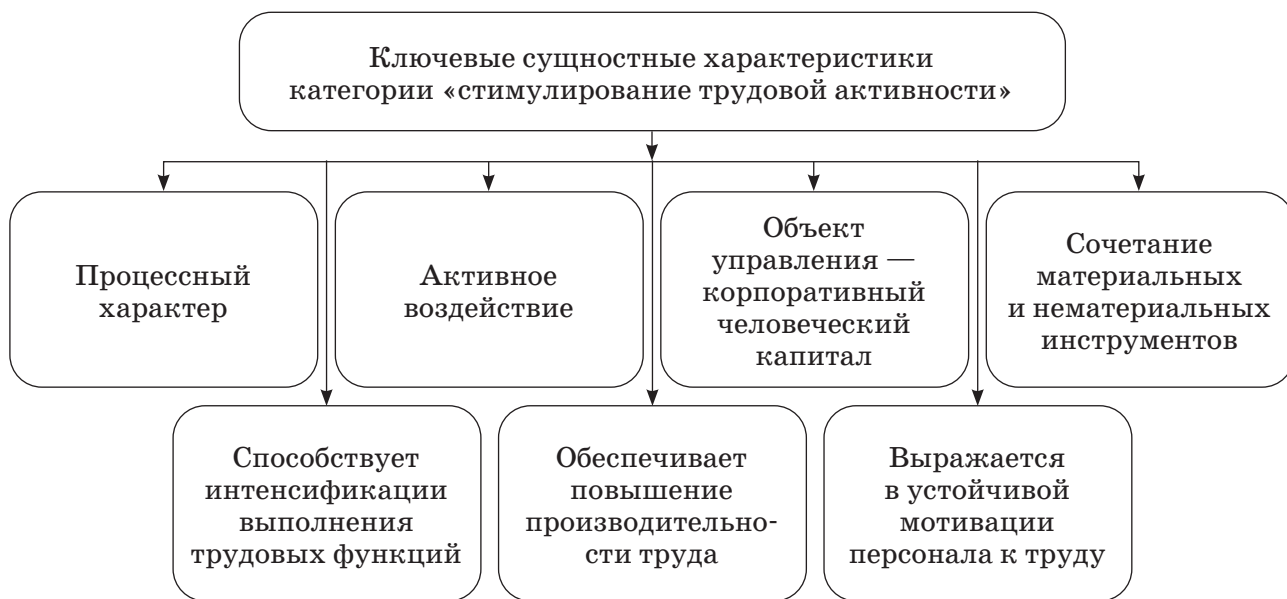 Ключевые сущностные характеристики
категории «стимулирование трудовой активности»
Процессный
характер
Активное
воздействие
Объект
управления —
корпоративный
человеческий
капитал
Сочетание
материальных
и нематериальных
инструментов
Способствует
интенсификации
выполнения
трудовых функций
Обеспечивает
повышение
производительно-
сти труда
Выражается
в устойчивой
мотивации
персонала к труду